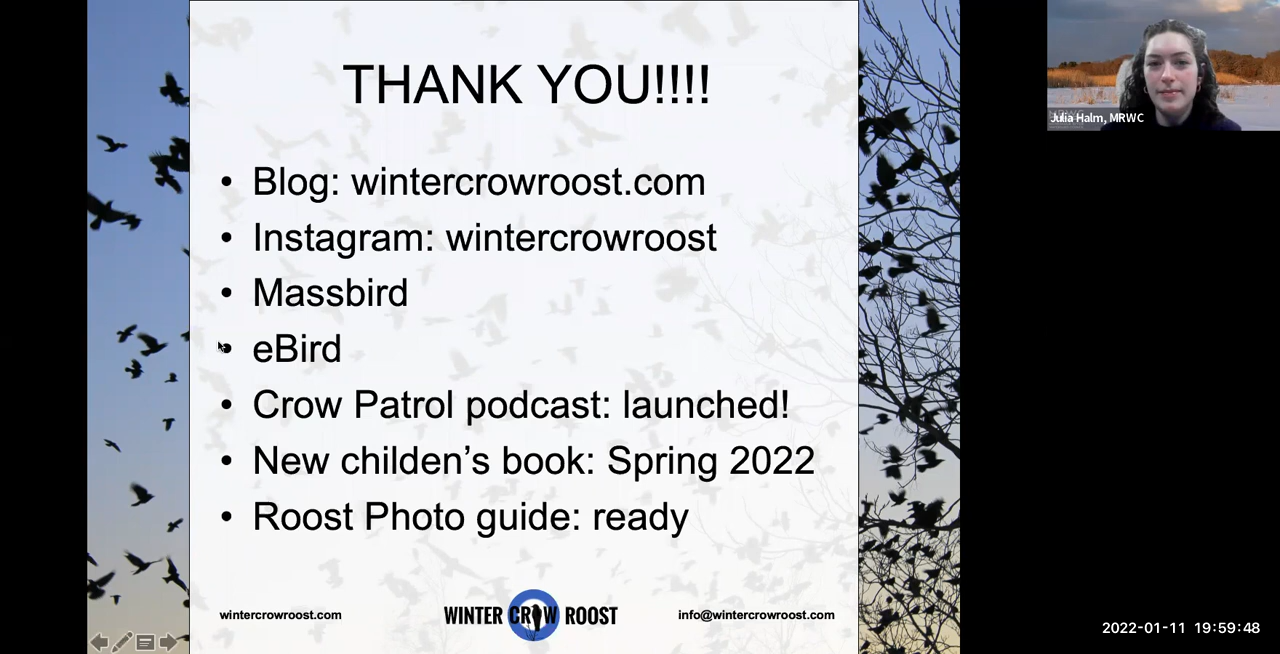 THANK YOU!!!!
• Blog: wintercrowroost.com
• Instagram: wintercrowroost
• Massbird
• eBird
• Crow Patrol podcast: launched!
• New childen’s book: Spring 2022
• Roost Photo guide: ready
wintercrowroost.com
WINTER CROW ROOST
info@wintercrowroost.com
Julia Halm, MRWC
2022-01-11 19:59:48